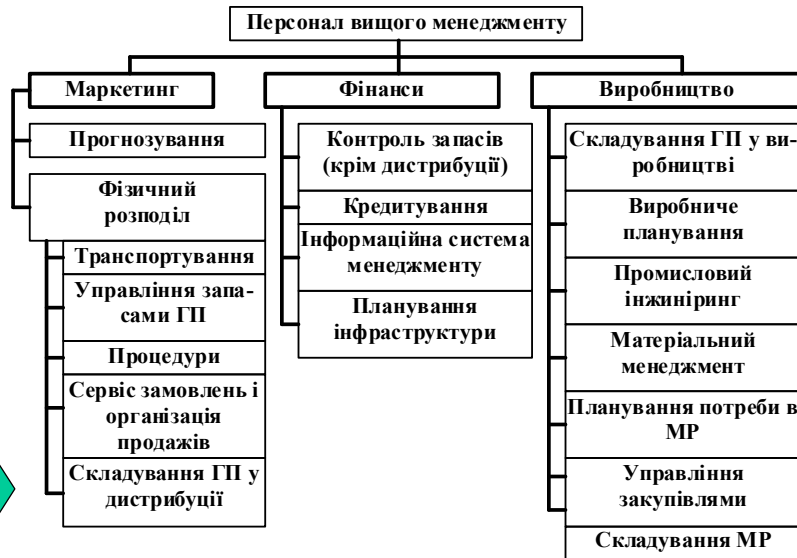 Персонал вищого менеджменту
Маркетинг
Прогнозування
Фізичний
розподіл
Транспортування
Управління запа-
сами ГП
Процедури
Сервіс замовлень і
організація
продажів
Складування ГП у
дистрибуції
Фінанси
Контроль запасів
(крім дистрибуції)
Кредитування
Інформаційна система
менеджменту
Планування
інфраструктури
Виробництво
Складування ГП у ви-
робництві
Виробниче
планування
Промисловий
інжиніринг
Матеріальний
менеджмент
Планування потреби в
МР
Управління
закупівлями
Складування МР